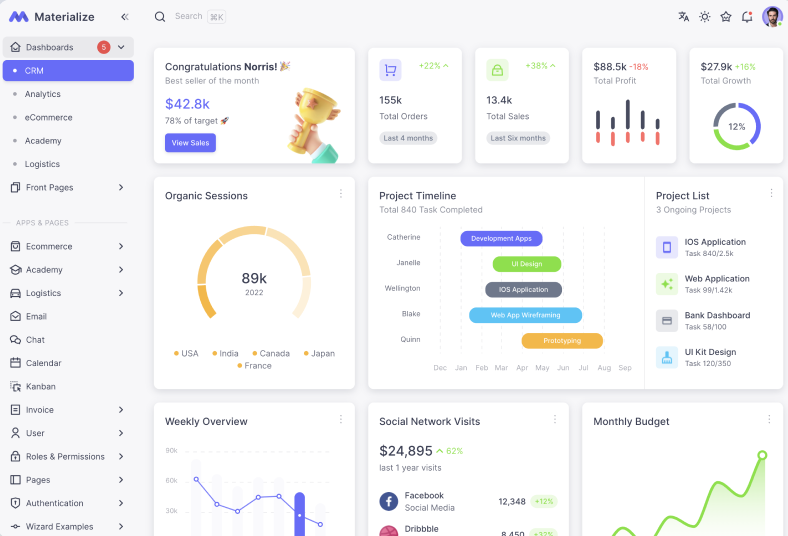 Materialize
Search ⌘K
Dashboards 5
CRM
Analytics
eCommerce
Academy
Logistics
Front Pages
APPS & PAGES
Ecommerce
Academy
Logistics
Email
Chat
Calendar
Kanban
Invoice
User
Roles & Permissions
Pages
Authentication
Wizard Examples
Congratulations Norris! 🎉
Best seller of the month
$42.8k
78% of target 🚀
View Sales
+22%
155k
Total Orders
Last 4 months
+38%
13.4k
Total Sales
Last Six months
$88.5k -18%
Total Profit
$27.9k +16%
Total Growth
12%
Organic Sessions
89k
2022
USA India Canada Japan
France
Project Timeline
Total 840 Task Completed
Catherine Development Apps
Janelle UI Design
Wellington IOS Application
Blake Web App Wireframing
Quinn Prototyping
Dec Jan Feb Mar Apr May Jun Jul Aug Sep
Project List
3 Ongoing Projects
IOS Application
Task 840/2.5k
Web Application
Task 99/1.42k
Bank Dashboard
Task 58/100
UI Kit Design
Task 120/350
Weekly Overview
90k
60k
30k
Social Network Visits
$24,895 62%
last 1 year visits
Facebook
Social Media
12,348 +12%
Dribbble
8,450 +32%
Monthly Budget